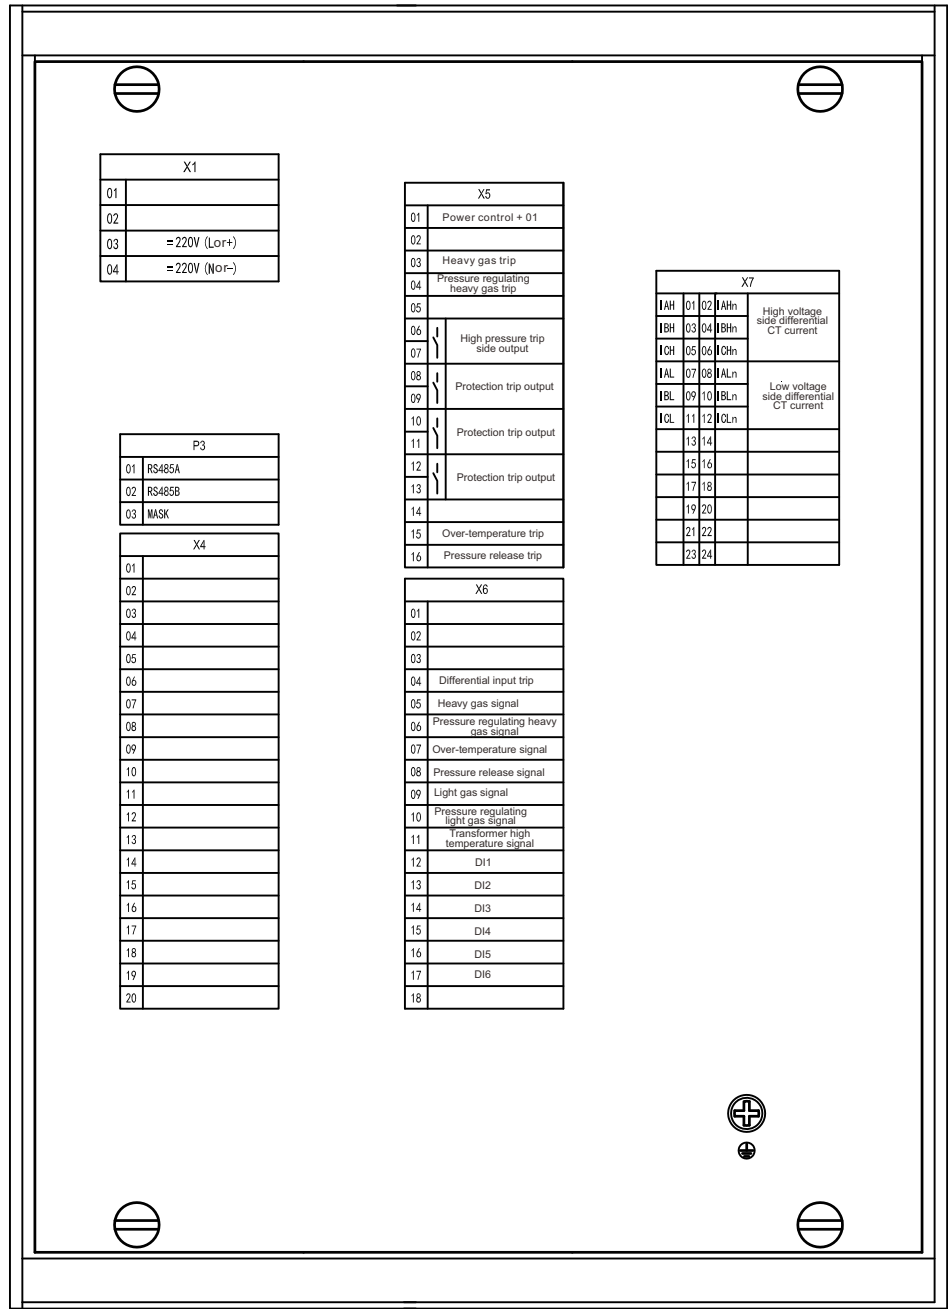 X1
01
02
03 =220V (Lor+)
04 =220V (Nor–)
P3
01 RS485A
02 RS485B
03 MASK
X4
01
02
03
04
05
06
07
08
09
10
11
12
13
14
15
16
17
18
19
20
X5
01 Power control + 01
02
03 Heavy gas trip
04 Pressure regulating
heavy gas trip
05
06 High pressure trip
07 side output
08 Protection trip output
09
10 Protection trip output
11
12 Protection trip output
13
14
15 Over-temperature trip
16 Pressure release trip
X6
01
02
03
04 Differential input trip
05 Heavy gas signal
06 Pressure regulating heavy
gas signal
07 Over-temperature signal
08 Pressure release signal
09 Light gas signal
10 Pressure regulating
light gas signal
11 Transformer high
temperature signal
12 DI1
13 DI2
14 DI3
15 DI4
16 DI5
17 DI6
18
X7
IAH 01 02 IAHn
IBH 03 04 IBHn
ICH 05 06 ICHn
High voltage
side differential
CT current
IAL 07 08 IALn
IBL 09 10 IBLn
ICL 11 12 ICLn
Low voltage
side differential
CT current
13 14
15 16
17 18
19 20
21 22
23 24